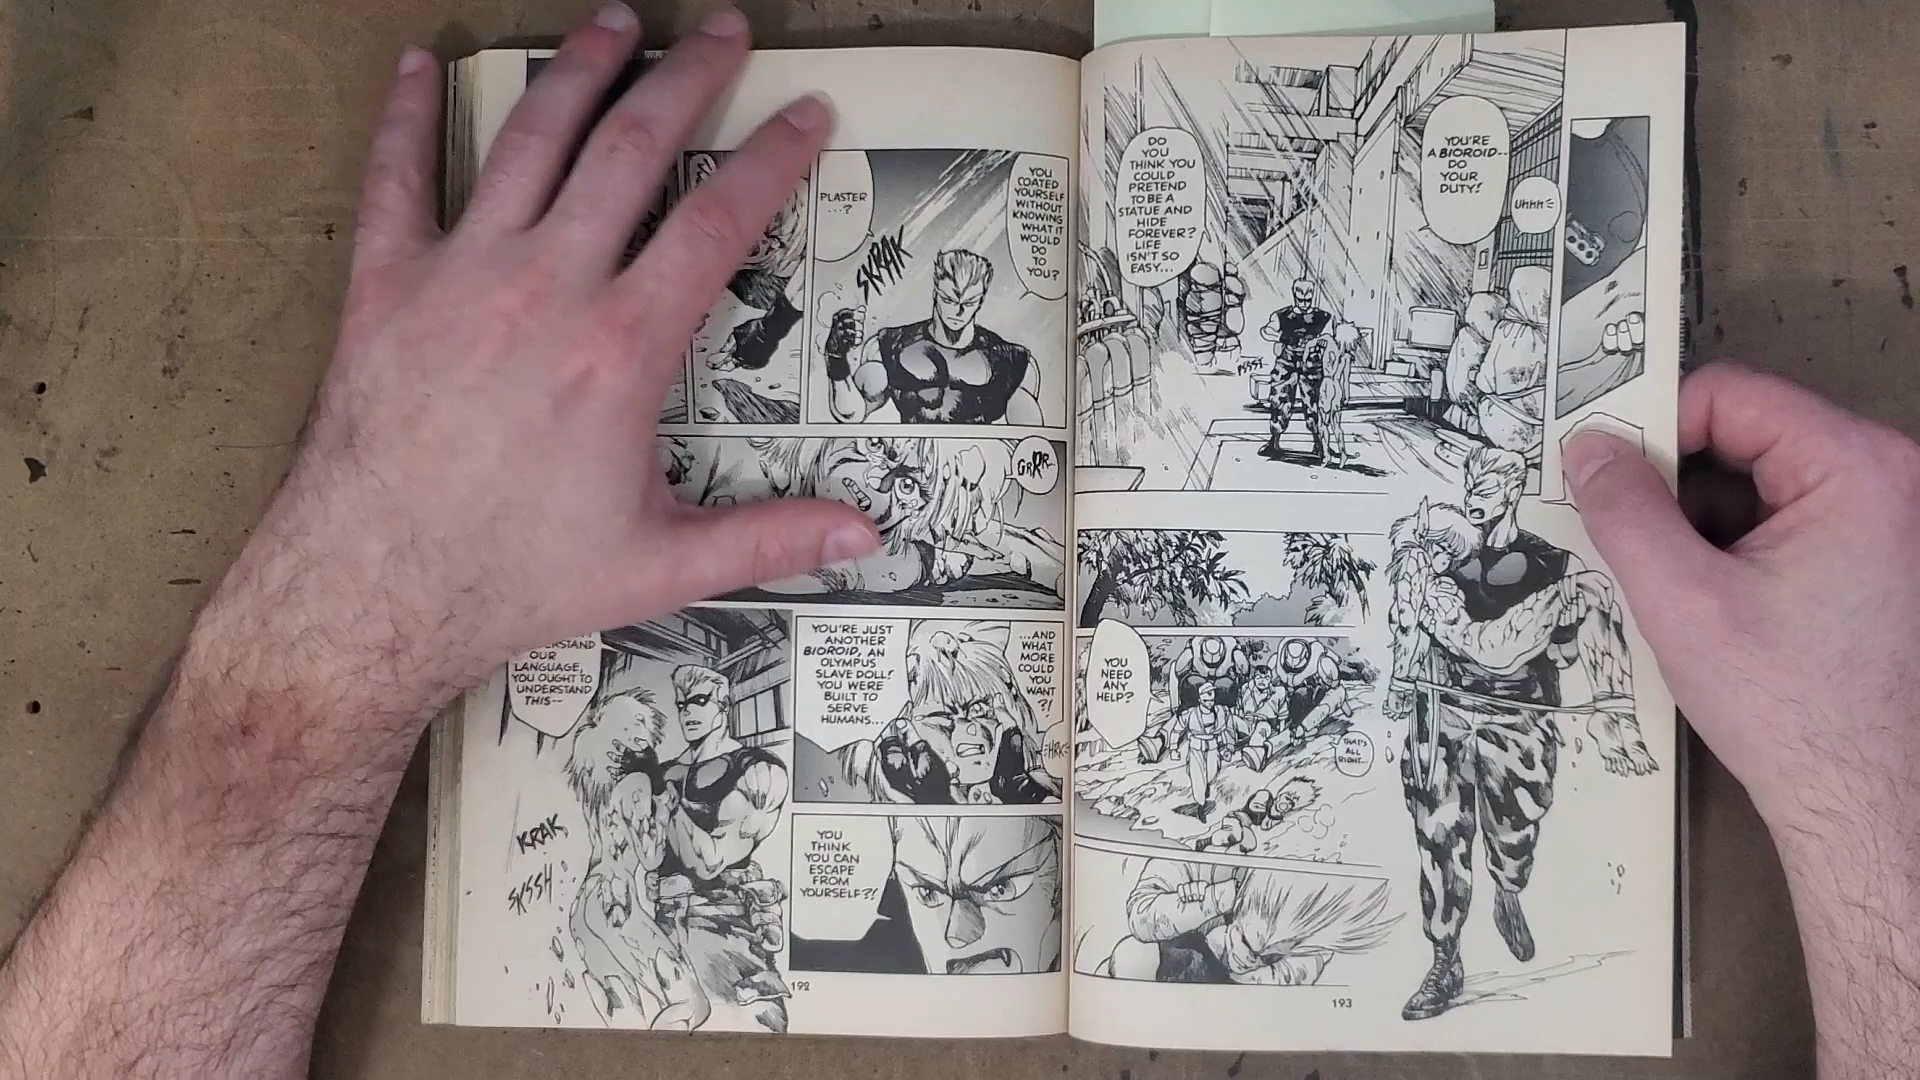 PLASTER
...?
SKRAK
YOU
COATED
YOURSELF
WITHOUT
KNOWING
WHAT IT
WOULD
DO
TO
YOU?
GRRR..
OUR
LANGUAGE,
YOU OUGHT TO
UNDERSTAND
THIS--
KRAK
SKSSH
YOU'RE JUST
ANOTHER
BIOROID, AN
OLYMPUS
SLAVE DOLL!
YOU WERE
BUILT TO
SERVE
HUMANS...
...AND
WHAT
MORE
COULD
YOU
WANT
?!
HRK
YOU
THINK
YOU CAN
ESCAPE
FROM
YOURSELF?!
192
DO
YOU
THINK YOU
COULD
PRETEND
TO BE A
STATUE AND
HIDE
FOREVER?
LIFE
ISN'T SO
EASY...
PSSST
YOU'RE
A BIOROID--
DO
YOUR
DUTY!
Uhhh
YOU
NEED
ANY
HELP?
THAT'S
ALL
RIGHT...
193